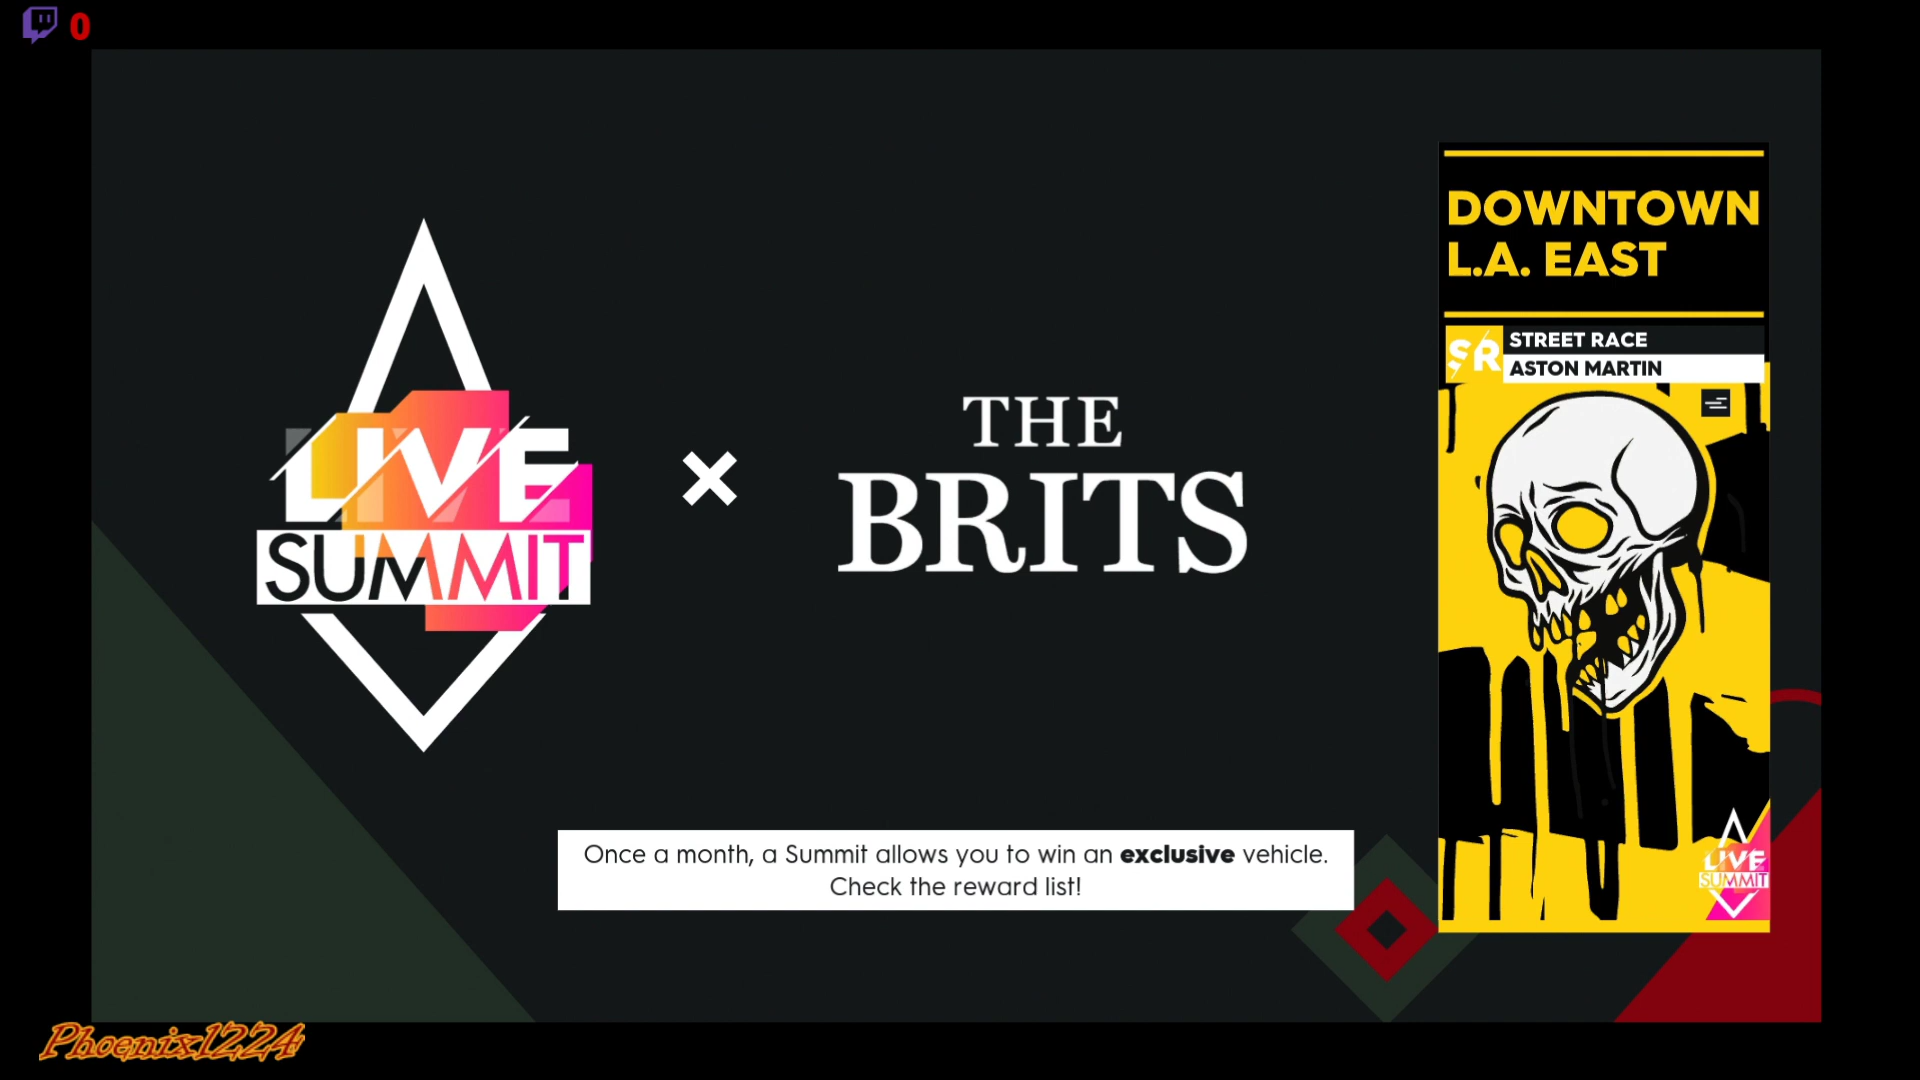 0
DOWNTOWN
L.A. EAST
SR
STREET RACE
ASTON MARTIN
LIVE
SUMMIT
×
THE
BRITS
Once a month, a Summit allows you to win an exclusive vehicle.
Check the reward list!
LIVE
SUMMIT
Phoenix1224